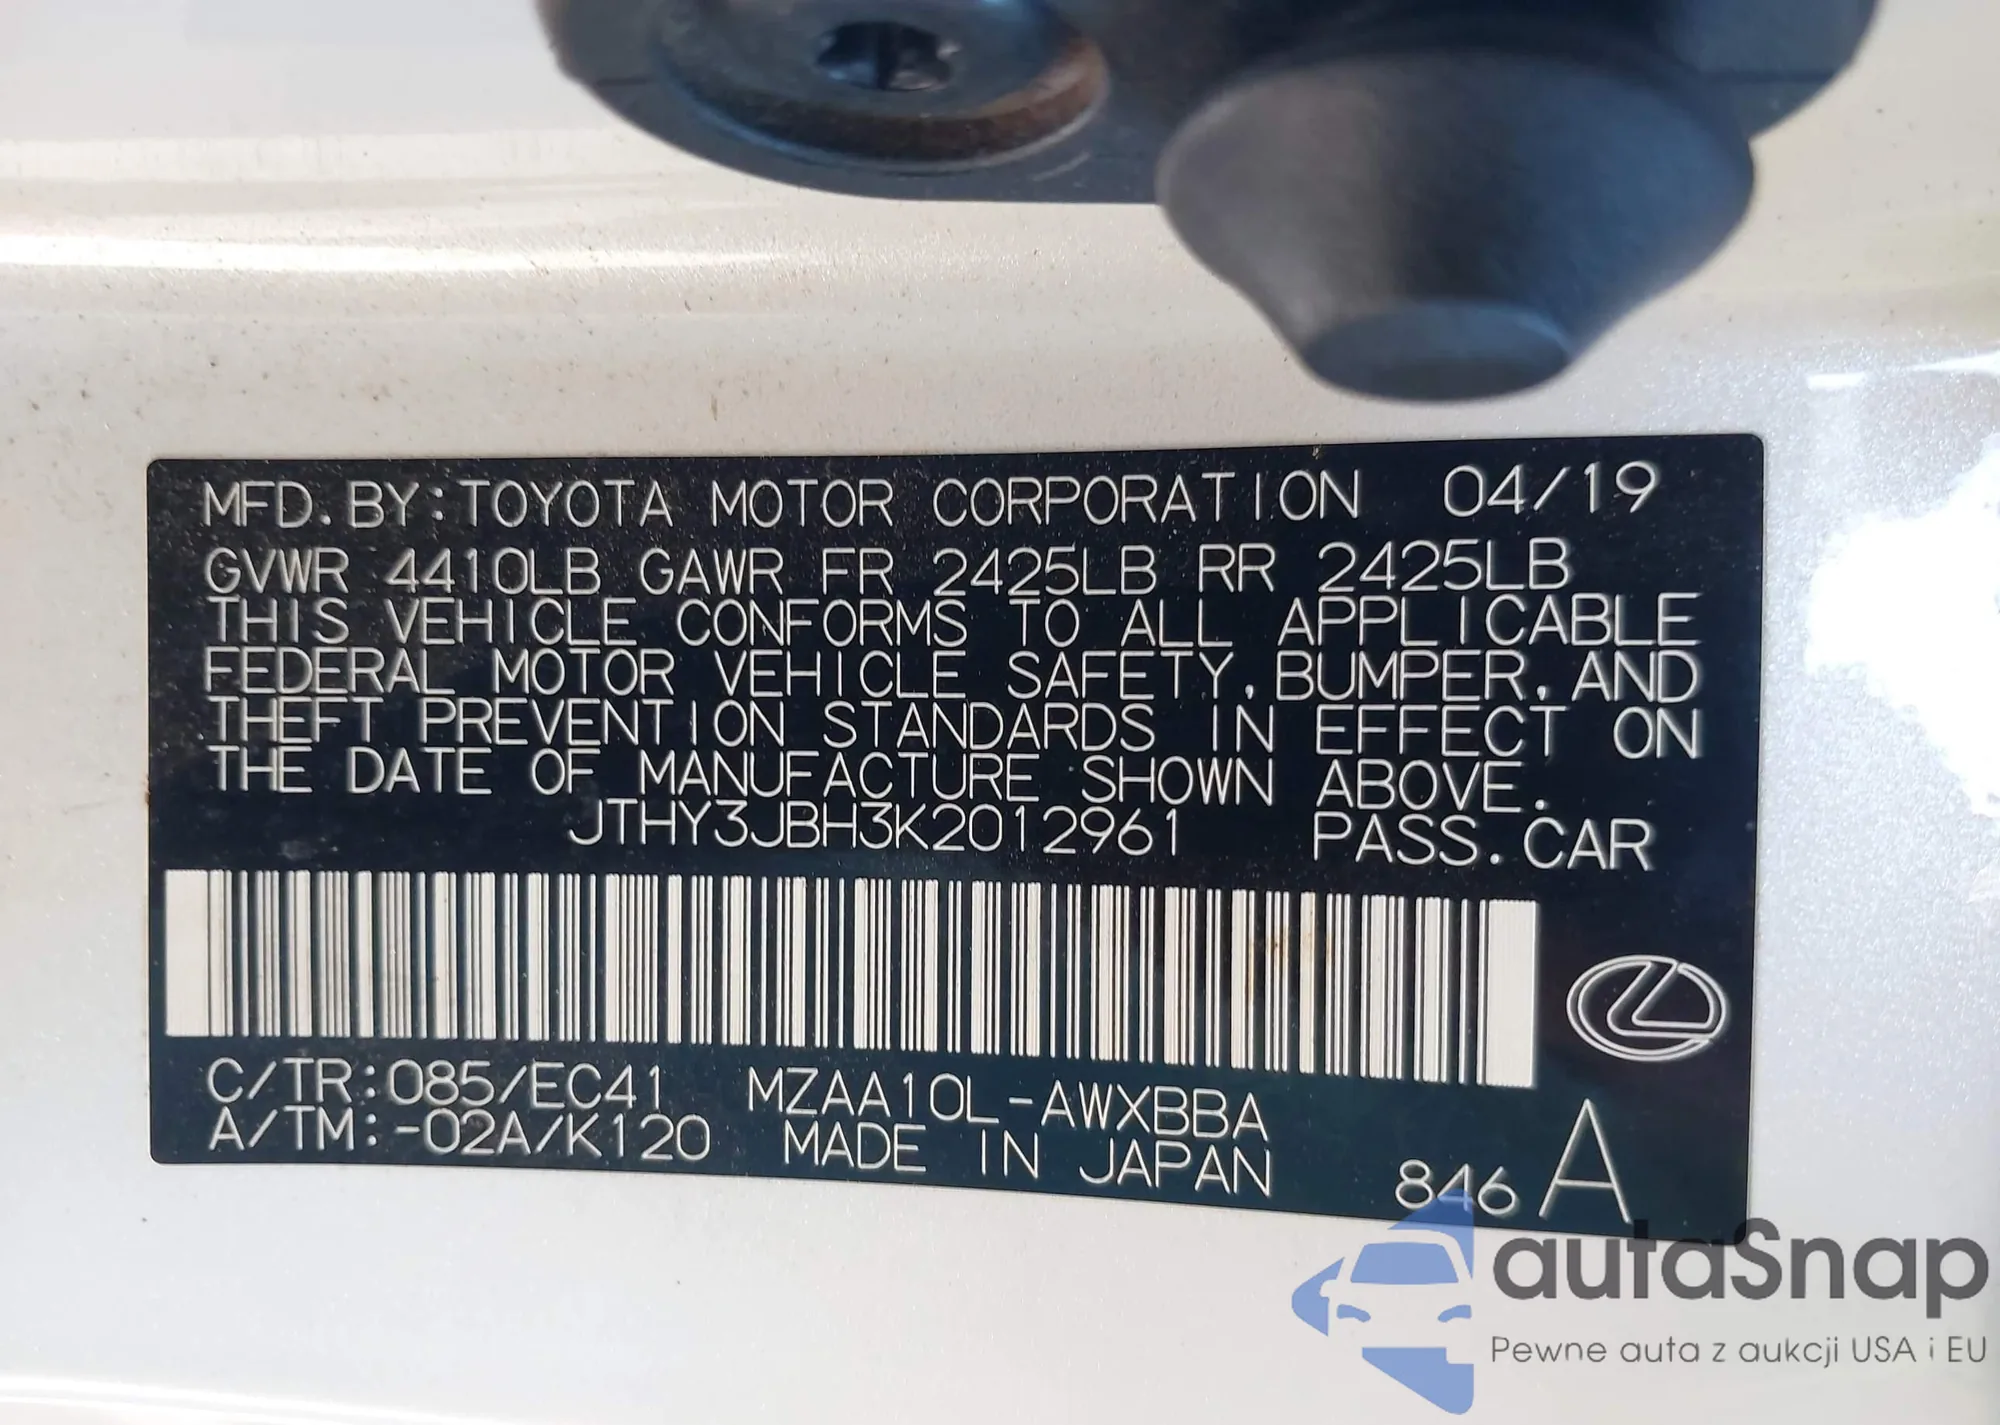 MFD. BY: TOYOTA MOTOR CORPORATION 04/19
GVWR 4410LB GAWR FR 2425LB RR 2425LB
THIS VEHICLE CONFORMS TO ALL APPLICABLE
FEDERAL MOTOR VEHICLE SAFETY, BUMPER, AND
THEFT PREVENTION STANDARDS IN EFFECT ON
THE DATE OF MANUFACTURE SHOWN ABOVE.
JTHY3JBH3K2012961 PASS. CAR
C/TR: 085/EC41 MZAA10L-AWXBBA
A/TM: -02A/K120 MADE IN JAPAN
846 A
autaSnap
Pewne auta z aukcji USA i EU